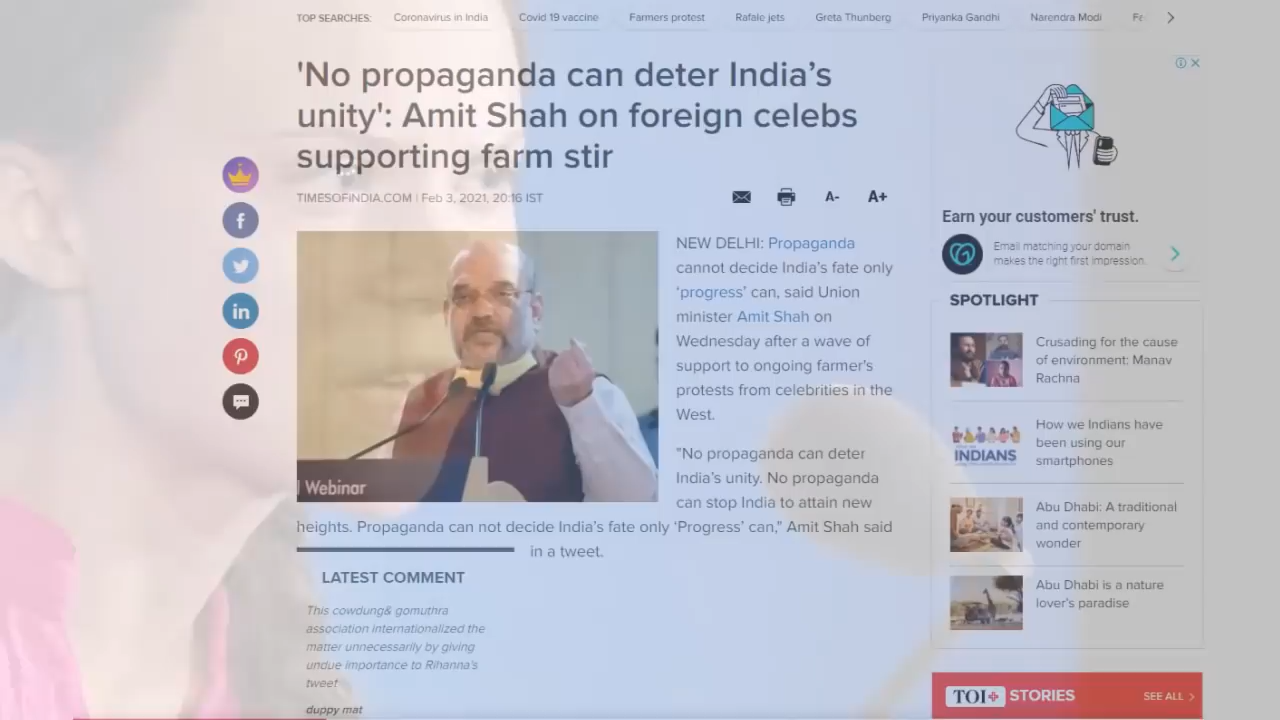 TOP SEARCHES: Coronavirus in India Covid 19 vaccine Farmers protest Rafale jets Greta Thunberg Priyanka Gandhi Narendra Modi
'No propaganda can deter India’s
unity': Amit Shah on foreign celebs
supporting farm stir
TIMESOFINDIA.COM | Feb 3, 2021, 20:16 IST
A- A+
NEW DELHI: Propaganda
cannot decide India’s fate only
‘progress’ can, said Union
minister Amit Shah on
Wednesday after a wave of
support to ongoing farmer's
protests from celebrities in the
West.
"No propaganda can deter
India’s unity. No propaganda
can stop India to attain new
heights. Propaganda can not decide India’s fate only ‘Progress’ can," Amit Shah said
in a tweet.
Webinar
LATEST COMMENT
This cowdung& gomuthra
association internationalized the
matter unnecessarily by giving
undue importance to Rihanna's
tweet
duppy mat
Earn your customers' trust.
Email matching your domain
makes the right first impression.
SPOTLIGHT
Crusading for the cause
of environment: Manav
Rachna
How we Indians have
been using our
smartphones
INDIANS
Abu Dhabi: A traditional
and contemporary
wonder
Abu Dhabi is a nature
lover's paradise
TOI+ STORIES SEE ALL